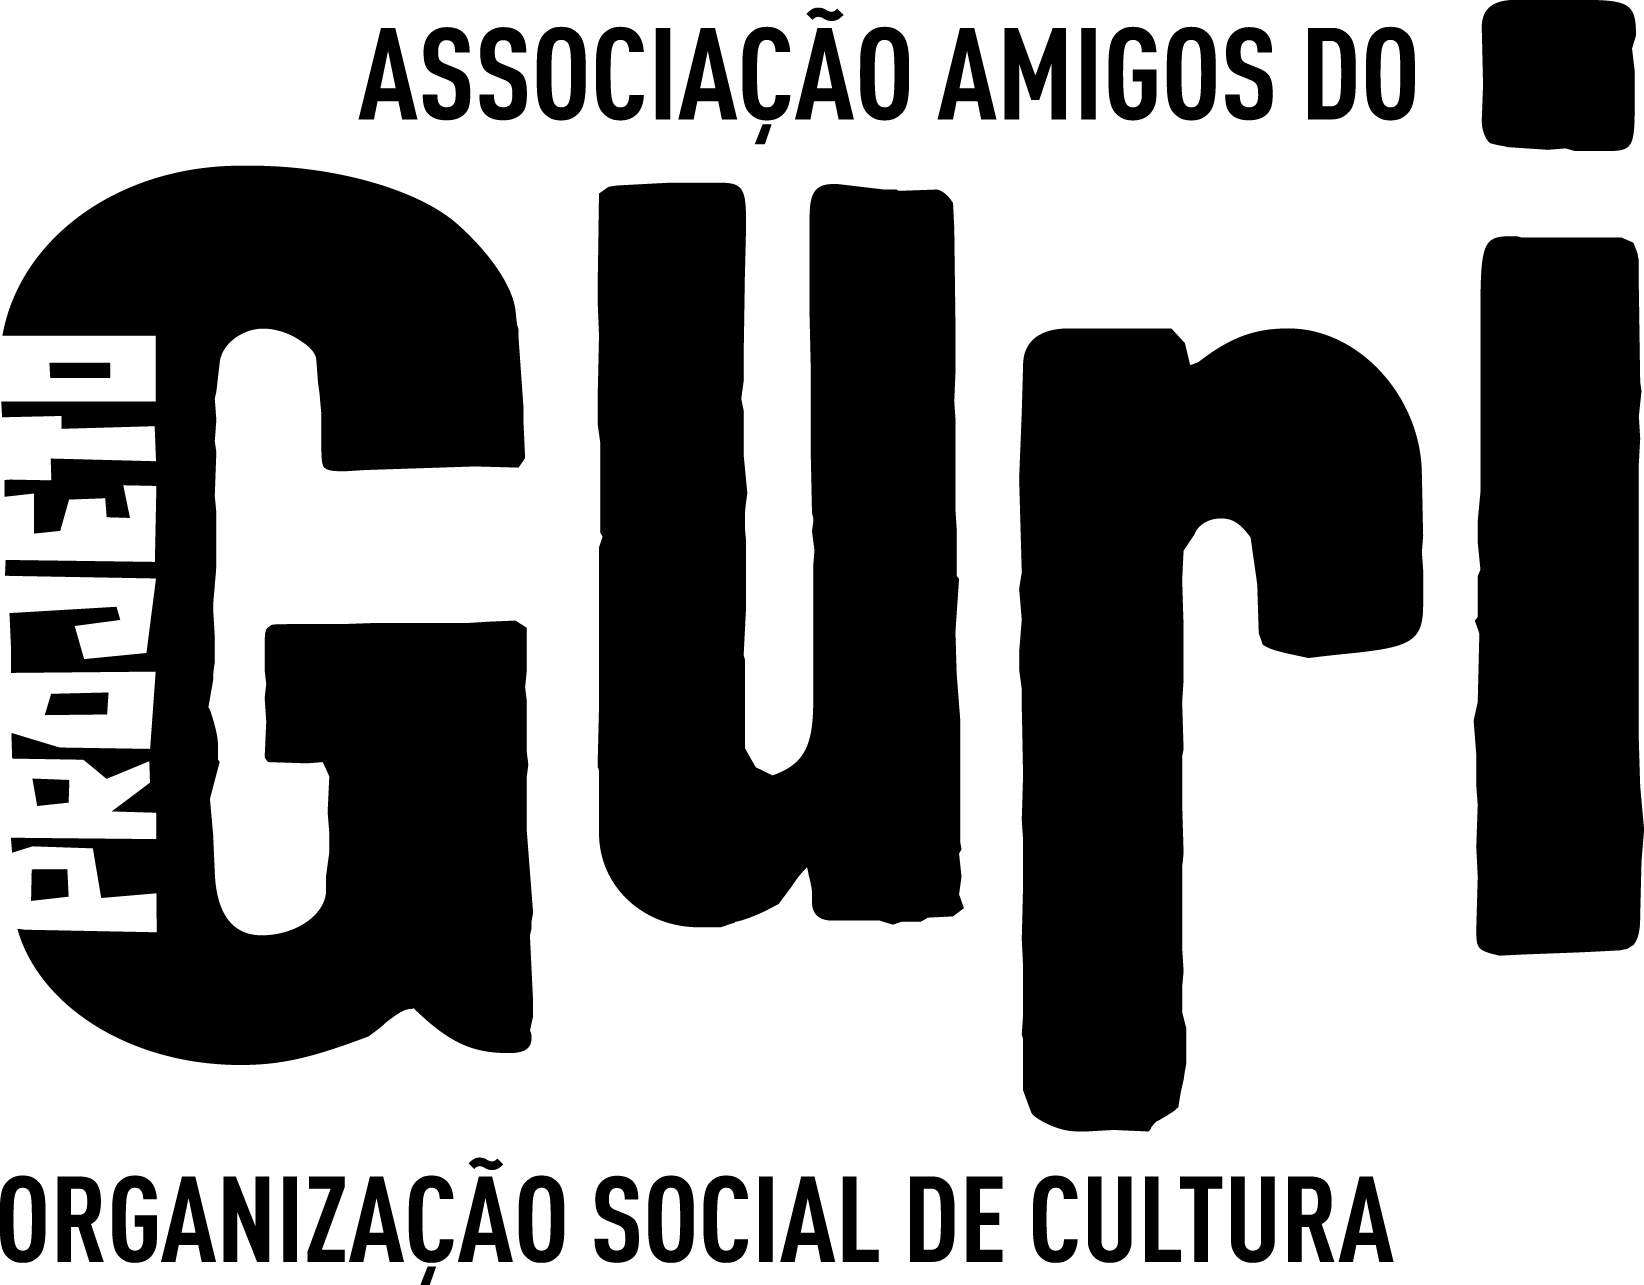 ASSOCIAÇÃO AMIGOS DO
PROJETO
Guri
ORGANIZAÇÃO SOCIAL DE CULTURA